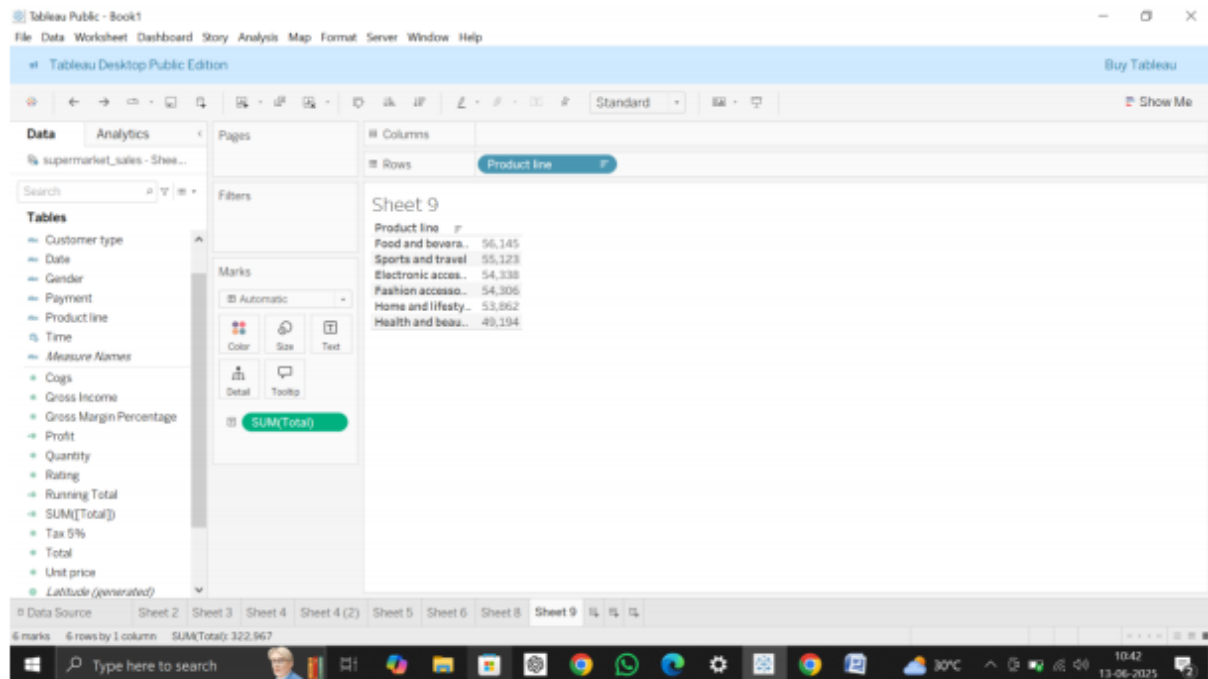 Tableau Public - Book1
File Data Worksheet Dashboard Story Analysis Map Format Server Window Help
Tableau Desktop Public Edition
Buy Tableau
Standard
Show Me
Data Analytics
supermarket_sales - Shee...
Search
Tables
Customer type
Date
Gender
Payment
Product line
Time
Measure Names
Cogs
Gross Income
Gross Margin Percentage
Profit
Quantity
Rating
Running Total
SUM([Total])
Tax 5%
Total
Unit price
Latitude (generated)
Pages
Filters
Marks
Automatic
Color Size Text
Detail Tooltip
SUM(Total)
Columns
Rows Product line
Sheet 9
Product line
Food and bevera.. 56,145
Sports and travel 55,123
Electronic acces.. 54,338
Fashion accesso.. 54,306
Home and lifesty.. 53,862
Health and beau.. 49,194
Data Source Sheet 2 Sheet 3 Sheet 4 Sheet 4 (2) Sheet 5 Sheet 6 Sheet 8 Sheet 9
6 marks 6 rows by 1 column SUM(Total): 322,967
Type here to search
30°C
10:42
13-06-2025